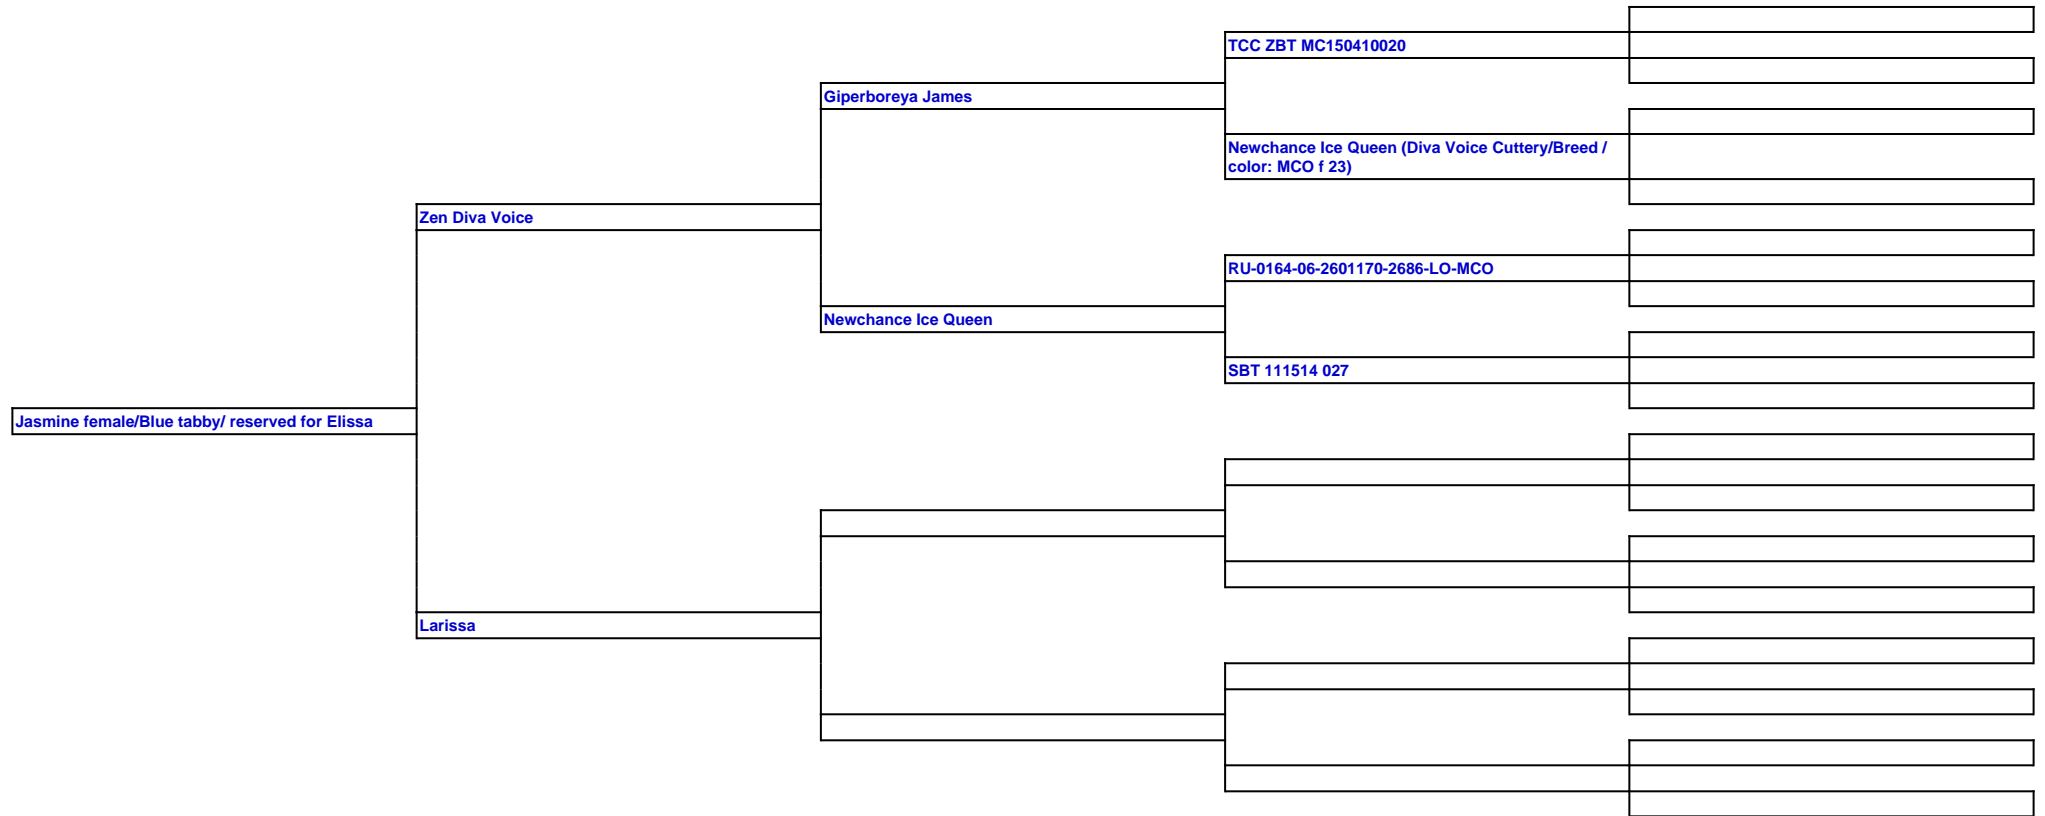 TCC ZBT MC150410020
Giperboreya James
Newchance Ice Queen (Diva Voice Cuttery/Breed /
color: MCO f 23)
Zen Diva Voice
RU-0164-06-2601170-2686-LO-MCO
Newchance Ice Queen
SBT 111514 027
Jasmine female/Blue tabby/ reserved for Elissa
Larissa